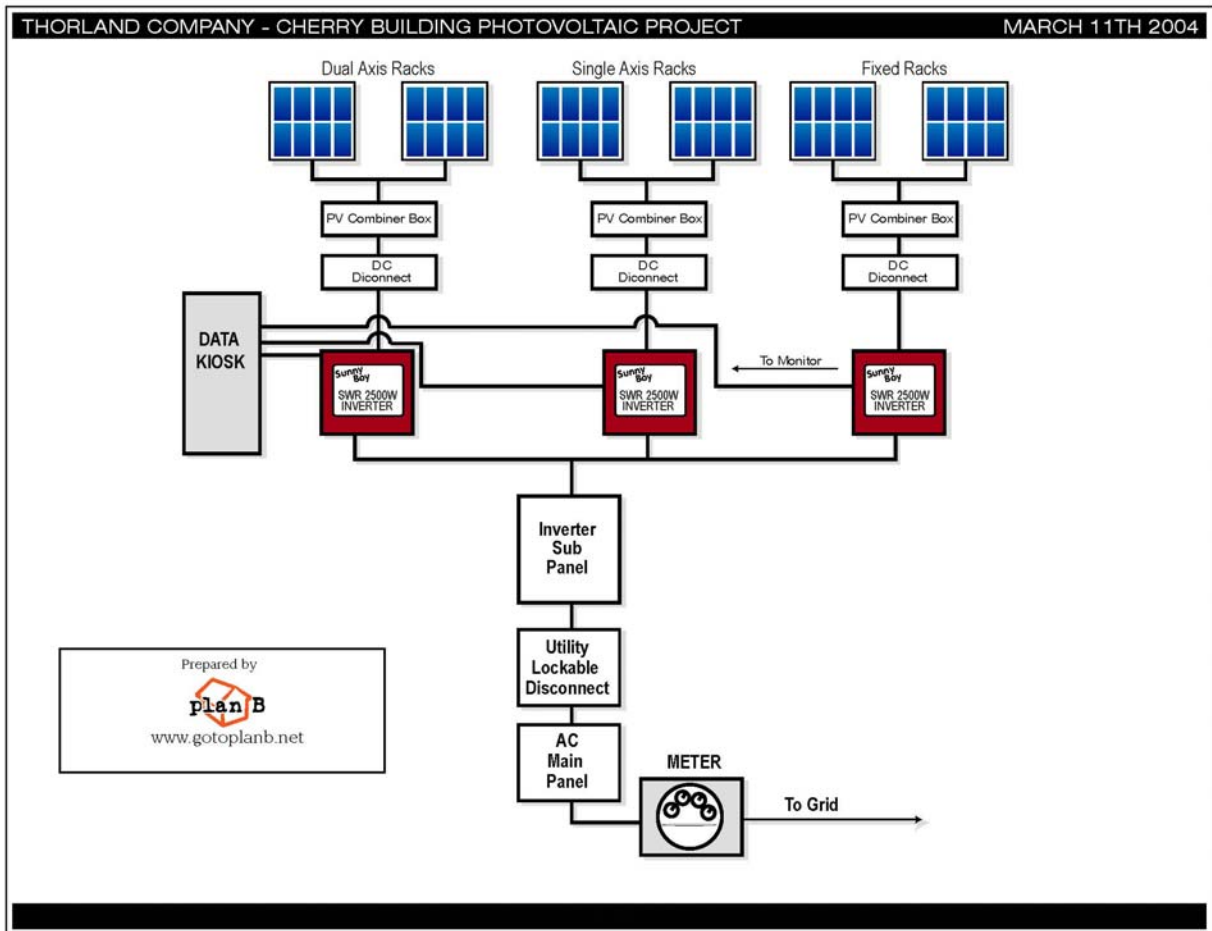 THORLAND COMPANY - CHERRY BUILDING PHOTOVOLTAIC PROJECT
MARCH 11TH 2004
Dual Axis Racks
Single Axis Racks
Fixed Racks
PV Combiner Box
PV Combiner Box
PV Combiner Box
DC
Diconnect
DC
Diconnect
DC
Diconnect
DATA
KIOSK
To Monitor
Sunny
Boy
SWR 2500W
INVERTER
Sunny
Boy
SWR 2500W
INVERTER
Sunny
Boy
SWR 2500W
INVERTER
Inverter
Sub
Panel
Utility
Lockable
Disconnect
AC
Main
Panel
METER
To Grid
Prepared by
plan B
www.gotoplanb.net